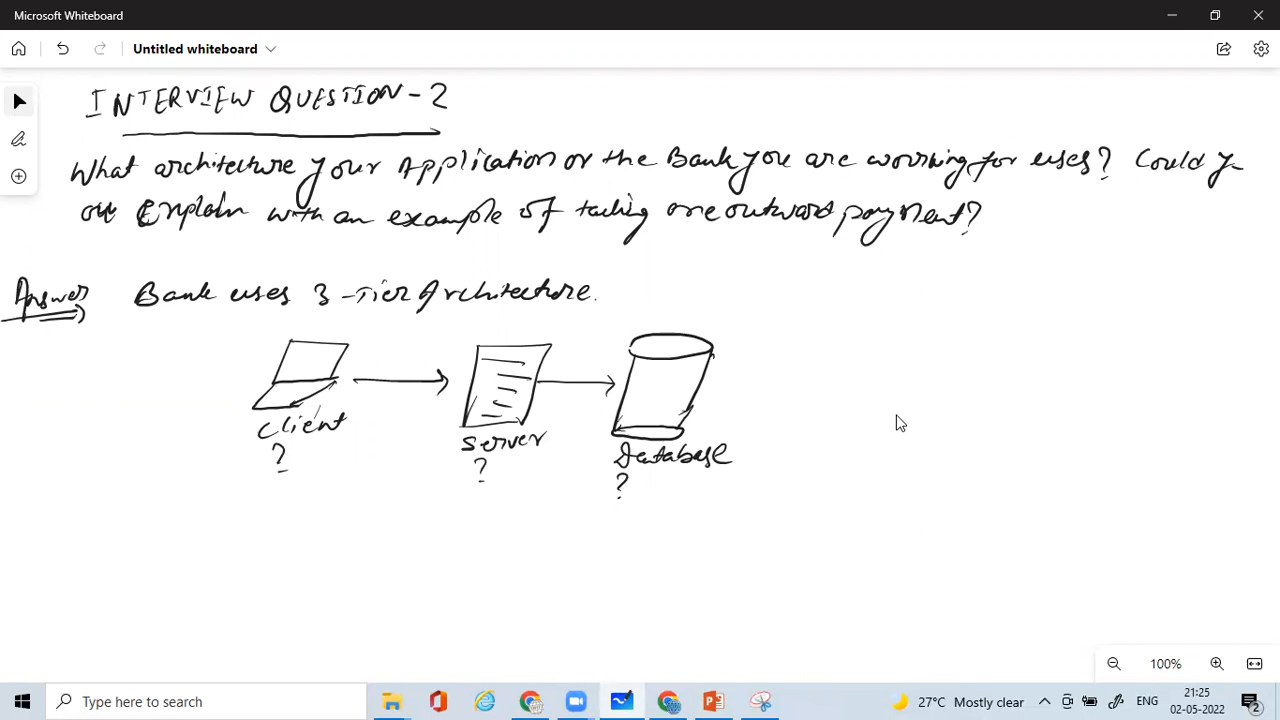 Microsoft Whiteboard
Untitled whiteboard
INTERVIEW QUESTION-2
What architecture your Application or the Bank you are working for uses? Could y-
ou Explain with an example of taking one outward payment?
Answer Bank uses 3-Tier Architecture.
Client Server Database
? ? ?
100%
Type here to search
27°C Mostly clear ENG 21:25 02-05-2022 2